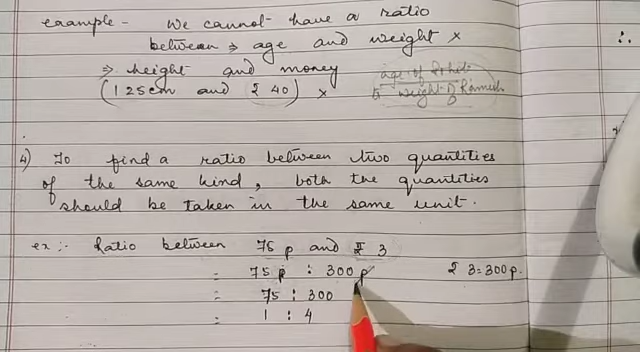 example - We cannot have a ratio
between ⇒ age and weight ×
⇒ height and money
(125cm and ₹ 40) ×
age of Rohit
weight of Ramesh
4) To find a ratio between two quantities
of the same kind, both the quantities
should be taken in the same unit.
ex :- Ratio between 75 p and ₹ 3
= 75 p : 300 p
₹ 3 = 300 p.
= 75 : 300
= 1 : 4